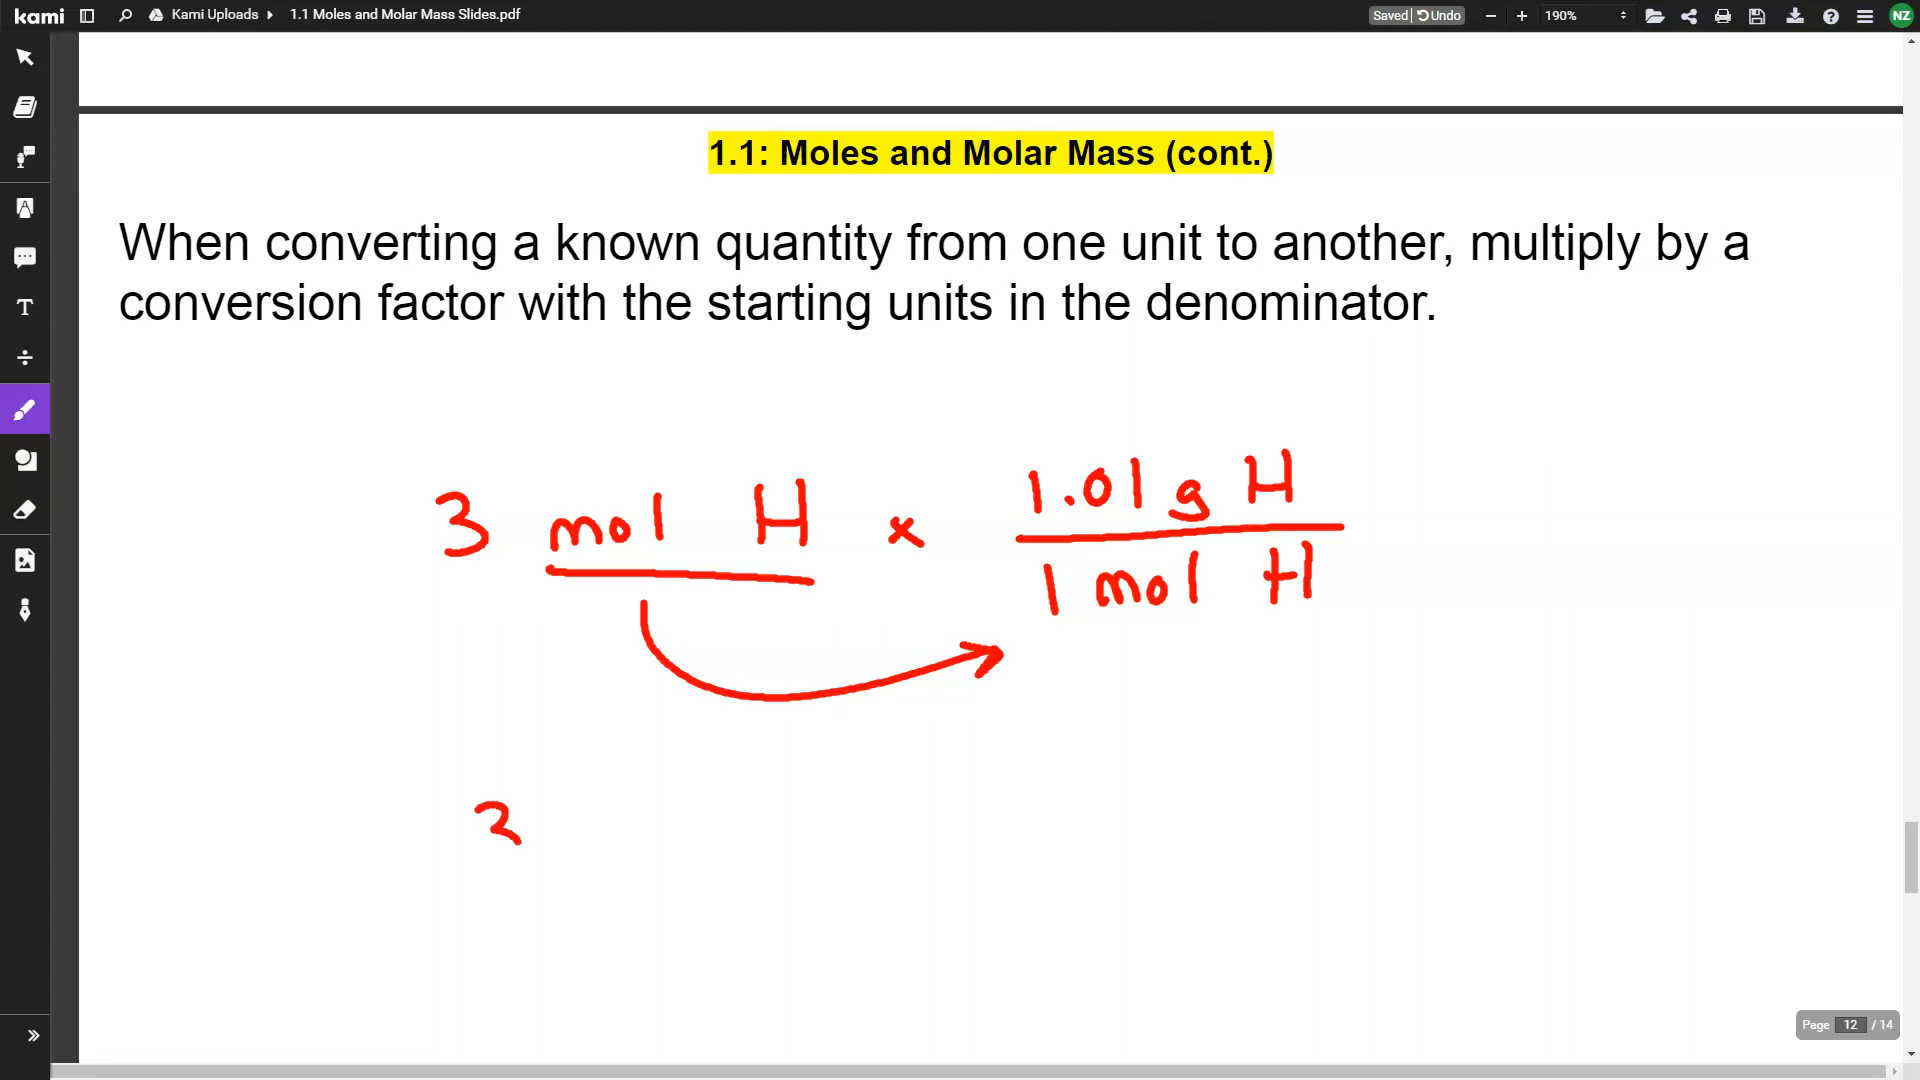 kami Kami Uploads 1.1 Moles and Molar Mass Slides.pdf Saved Undo 190% NZ
1.1: Moles and Molar Mass (cont.)
When converting a known quantity from one unit to another, multiply by a
conversion factor with the starting units in the denominator.
3 mol H × 1.01 g H
1 mol H
Page 12 / 14